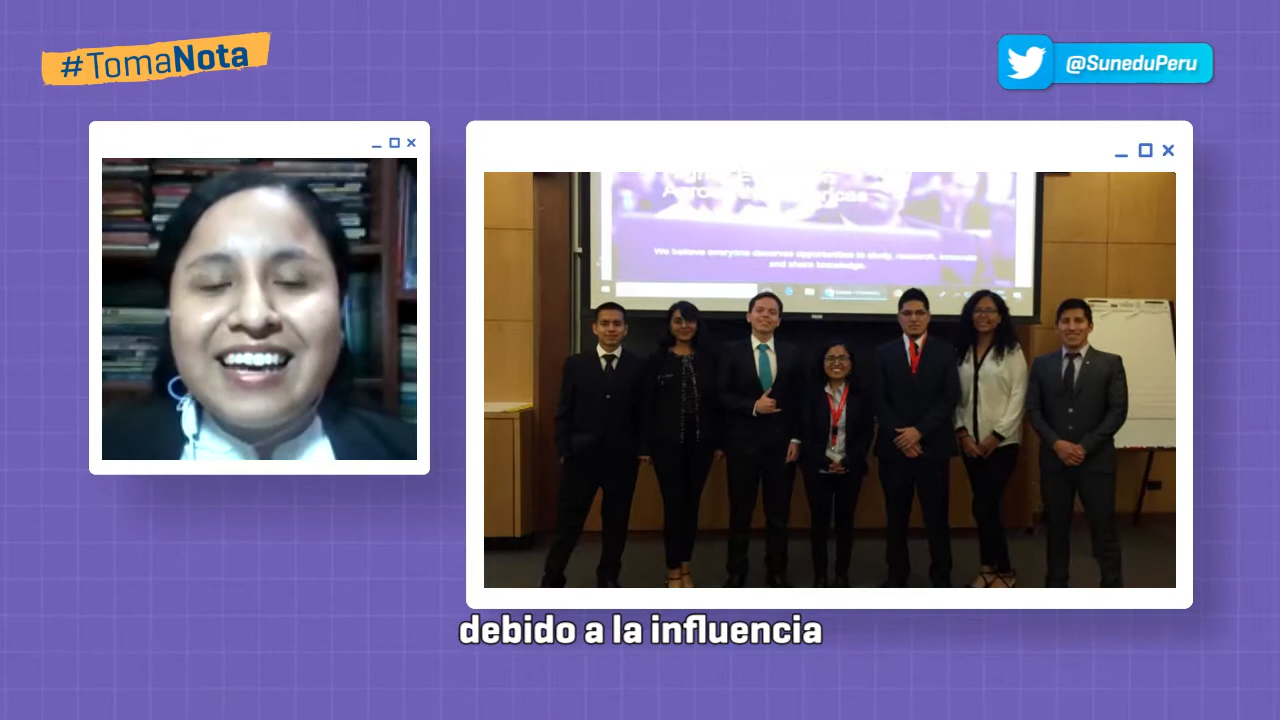 #TomaNota
@SuneduPeru
We believe everyone deserves opportunities to study, research, innovate
and share knowledge.
debido a la influencia